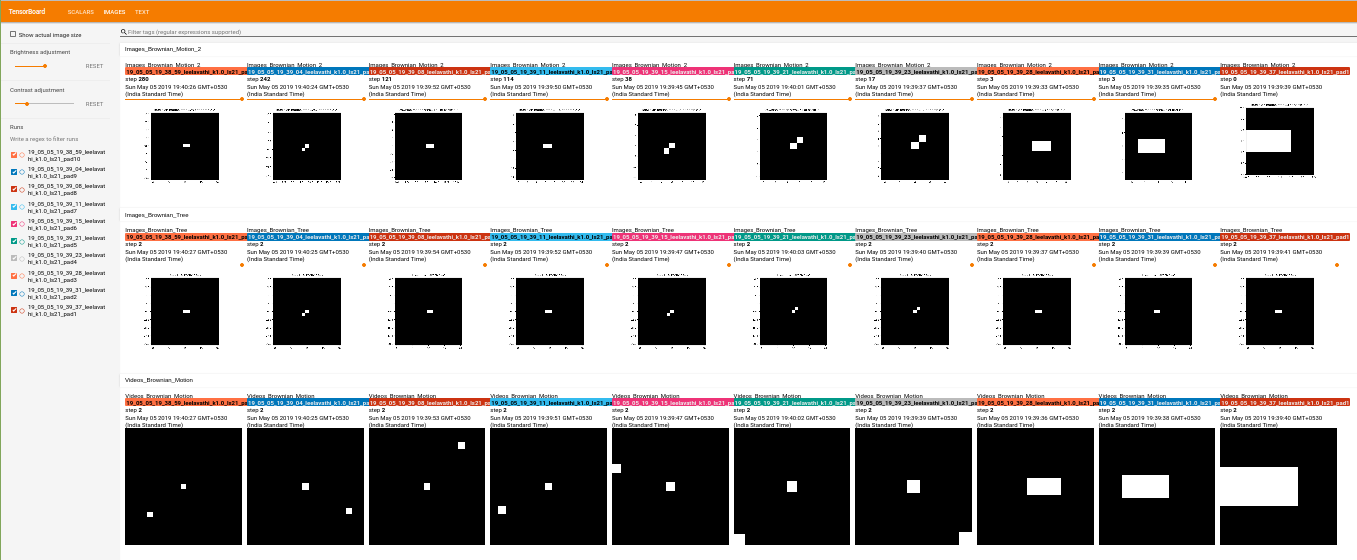 TensorBoard SCALARS IMAGES TEXT
Show actual image size
Brightness adjustment
RESET
Contrast adjustment
RESET
Runs
Write a regex to filter runs
19_05_05_19_38_59_leelavat
hi_k1.0_ls21_pad10
19_05_05_19_39_04_leelavat
hi_k1.0_ls21_pad9
19_05_05_19_39_08_leelavat
hi_k1.0_ls21_pad8
19_05_05_19_39_11_leelavat
hi_k1.0_ls21_pad7
19_05_05_19_39_15_leelavat
hi_k1.0_ls21_pad6
19_05_05_19_39_21_leelavat
hi_k1.0_ls21_pad5
19_05_05_19_39_23_leelavat
hi_k1.0_ls21_pad4
19_05_05_19_39_28_leelavat
hi_k1.0_ls21_pad3
19_05_05_19_39_31_leelavat
hi_k1.0_ls21_pad2
19_05_05_19_39_37_leelavat
hi_k1.0_ls21_pad1
Filter tags (regular expressions supported)
Images_Brownian_Motion_2
Images_Brownian_Motion_2 Images_Brownian_Motion_2 Images_Brownian_Motion_2 Images_Brownian_Motion_2 Images_Brownian_Motion_2 Images_Brownian_Motion_2 Images_Brownian_Motion_2 Images_Brownian_Motion_2 Images_Brownian_Motion_2 Images_Brownian_Motion_2
19_05_05_19_38_59_leelavathi_k1.0_ls21_pa 19_05_05_19_39_04_leelavathi_k1.0_ls21_pa 19_05_05_19_39_08_leelavathi_k1.0_ls21_pa 19_05_05_19_39_11_leelavathi_k1.0_ls21_pa 19_05_05_19_39_15_leelavathi_k1.0_ls21_pa 19_05_05_19_39_21_leelavathi_k1.0_ls21_pa 19_05_05_19_39_23_leelavathi_k1.0_ls21_pa 19_05_05_19_39_28_leelavathi_k1.0_ls21_pa 19_05_05_19_39_31_leelavathi_k1.0_ls21_pa 19_05_05_19_39_37_leelavathi_k1.0_ls21_pad1
step 280 step 242 step 121 step 114 step 38 step 71 step 17 step 3 step 3 step 0
Sun May 05 2019 19:40:26 GMT+0530 Sun May 05 2019 19:40:24 GMT+0530 Sun May 05 2019 19:39:52 GMT+0530 Sun May 05 2019 19:39:50 GMT+0530 Sun May 05 2019 19:39:45 GMT+0530 Sun May 05 2019 19:40:01 GMT+0530 Sun May 05 2019 19:39:37 GMT+0530 Sun May 05 2019 19:39:33 GMT+0530 Sun May 05 2019 19:39:35 GMT+0530 Sun May 05 2019 19:39:39 GMT+0530
(India Standard Time) (India Standard Time) (India Standard Time) (India Standard Time) (India Standard Time) (India Standard Time) (India Standard Time) (India Standard Time) (India Standard Time) (India Standard Time)
Images_Brownian_Tree
Images_Brownian_Tree Images_Brownian_Tree Images_Brownian_Tree Images_Brownian_Tree Images_Brownian_Tree Images_Brownian_Tree Images_Brownian_Tree Images_Brownian_Tree Images_Brownian_Tree Images_Brownian_Tree
19_05_05_19_38_59_leelavathi_k1.0_ls21_pa 19_05_05_19_39_04_leelavathi_k1.0_ls21_pa 19_05_05_19_39_08_leelavathi_k1.0_ls21_pa 19_05_05_19_39_11_leelavathi_k1.0_ls21_pa 19_05_05_19_39_15_leelavathi_k1.0_ls21_pa 19_05_05_19_39_21_leelavathi_k1.0_ls21_pa 19_05_05_19_39_23_leelavathi_k1.0_ls21_pa 19_05_05_19_39_28_leelavathi_k1.0_ls21_pa 19_05_05_19_39_31_leelavathi_k1.0_ls21_pa 19_05_05_19_39_37_leelavathi_k1.0_ls21_pad1
step 2 step 2 step 2 step 2 step 2 step 2 step 2 step 2 step 2 step 2
Sun May 05 2019 19:40:27 GMT+0530 Sun May 05 2019 19:40:25 GMT+0530 Sun May 05 2019 19:39:54 GMT+0530 Sun May 05 2019 19:39:52 GMT+0530 Sun May 05 2019 19:39:47 GMT+0530 Sun May 05 2019 19:40:03 GMT+0530 Sun May 05 2019 19:39:40 GMT+0530 Sun May 05 2019 19:39:37 GMT+0530 Sun May 05 2019 19:39:39 GMT+0530 Sun May 05 2019 19:39:41 GMT+0530
(India Standard Time) (India Standard Time) (India Standard Time) (India Standard Time) (India Standard Time) (India Standard Time) (India Standard Time) (India Standard Time) (India Standard Time) (India Standard Time)
Videos_Brownian_Motion
Videos_Brownian_Motion Videos_Brownian_Motion Videos_Brownian_Motion Videos_Brownian_Motion Videos_Brownian_Motion Videos_Brownian_Motion Videos_Brownian_Motion Videos_Brownian_Motion Videos_Brownian_Motion Videos_Brownian_Motion
19_05_05_19_38_59_leelavathi_k1.0_ls21_pa 19_05_05_19_39_04_leelavathi_k1.0_ls21_pa 19_05_05_19_39_08_leelavathi_k1.0_ls21_pa 19_05_05_19_39_11_leelavathi_k1.0_ls21_pa 19_05_05_19_39_15_leelavathi_k1.0_ls21_pa 19_05_05_19_39_21_leelavathi_k1.0_ls21_pa 19_05_05_19_39_23_leelavathi_k1.0_ls21_pa 19_05_05_19_39_28_leelavathi_k1.0_ls21_pa 19_05_05_19_39_31_leelavathi_k1.0_ls21_pa 19_05_05_19_39_37_leelavathi_k1.0_ls21_pad1
step 2 step 2 step 2 step 2 step 2 step 2 step 2 step 2 step 2 step 2
Sun May 05 2019 19:40:27 GMT+0530 Sun May 05 2019 19:40:25 GMT+0530 Sun May 05 2019 19:39:53 GMT+0530 Sun May 05 2019 19:39:51 GMT+0530 Sun May 05 2019 19:39:47 GMT+0530 Sun May 05 2019 19:40:02 GMT+0530 Sun May 05 2019 19:39:39 GMT+0530 Sun May 05 2019 19:39:36 GMT+0530 Sun May 05 2019 19:39:38 GMT+0530 Sun May 05 2019 19:39:40 GMT+0530
(India Standard Time) (India Standard Time) (India Standard Time) (India Standard Time) (India Standard Time) (India Standard Time) (India Standard Time) (India Standard Time) (India Standard Time) (India Standard Time)